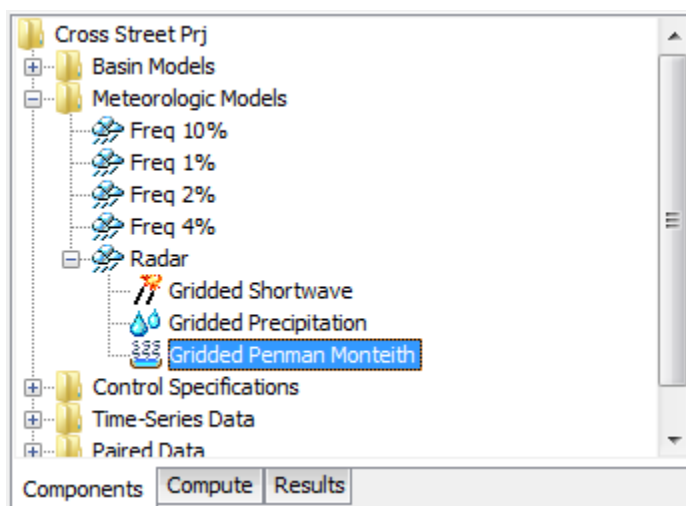 Cross Street Prj
Basin Models
Meteorologic Models
Freq 10%
Freq 1%
Freq 2%
Freq 4%
Radar
Gridded Shortwave
Gridded Precipitation
Gridded Penman Monteith
Control Specifications
Time-Series Data
Paired Data
Components Compute Results